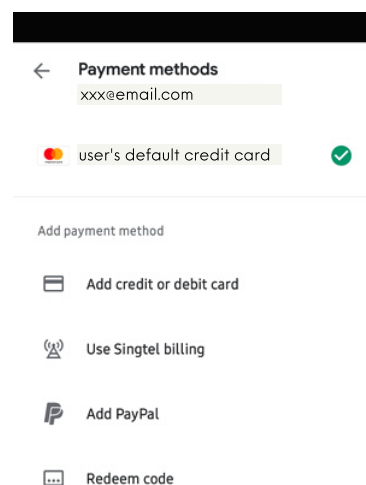 Payment methods
xxx@email.com
user's default credit card
Add payment method
Add credit or debit card
Use Singtel billing
Add PayPal
Redeem code